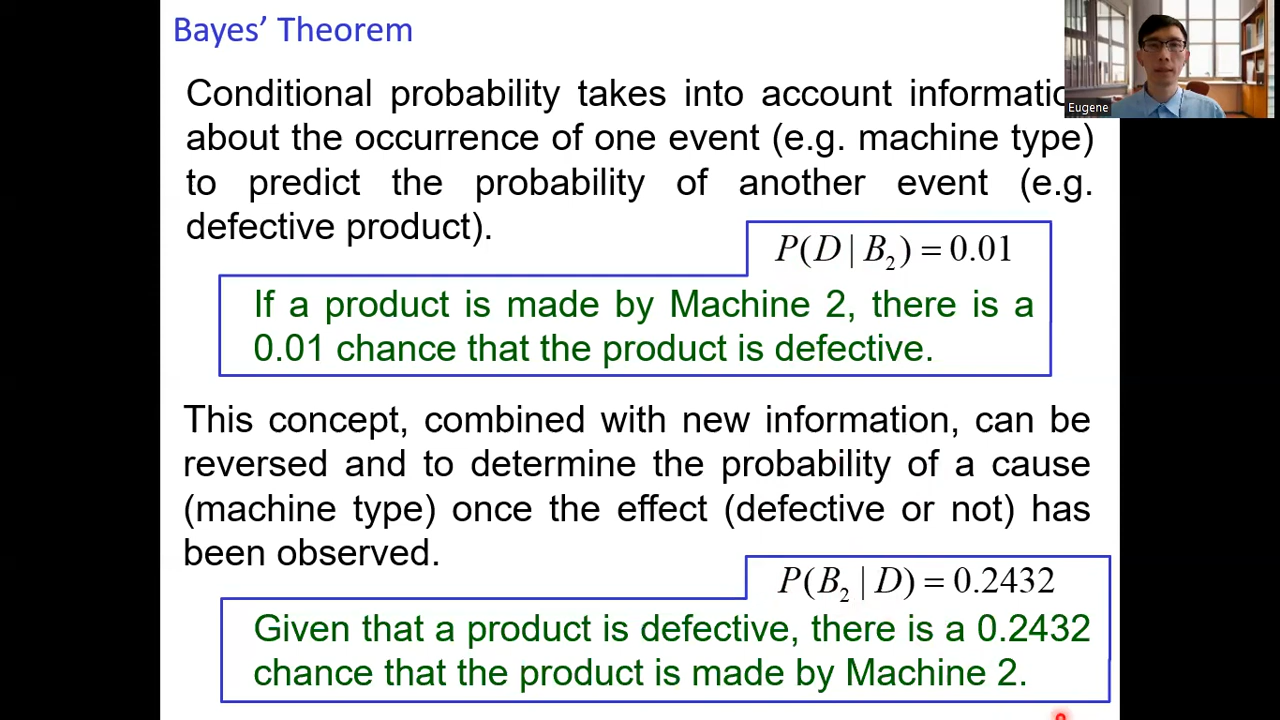 Bayes’ Theorem
Eugene
Conditional probability takes into account informatio
about the occurrence of one event (e.g. machine type)
to predict the probability of another event (e.g.
defective product).
P(D | B₂) = 0.01
If a product is made by Machine 2, there is a
0.01 chance that the product is defective.
This concept, combined with new information, can be
reversed and to determine the probability of a cause
(machine type) once the effect (defective or not) has
been observed.
P(B₂ | D) = 0.2432
Given that a product is defective, there is a 0.2432
chance that the product is made by Machine 2.